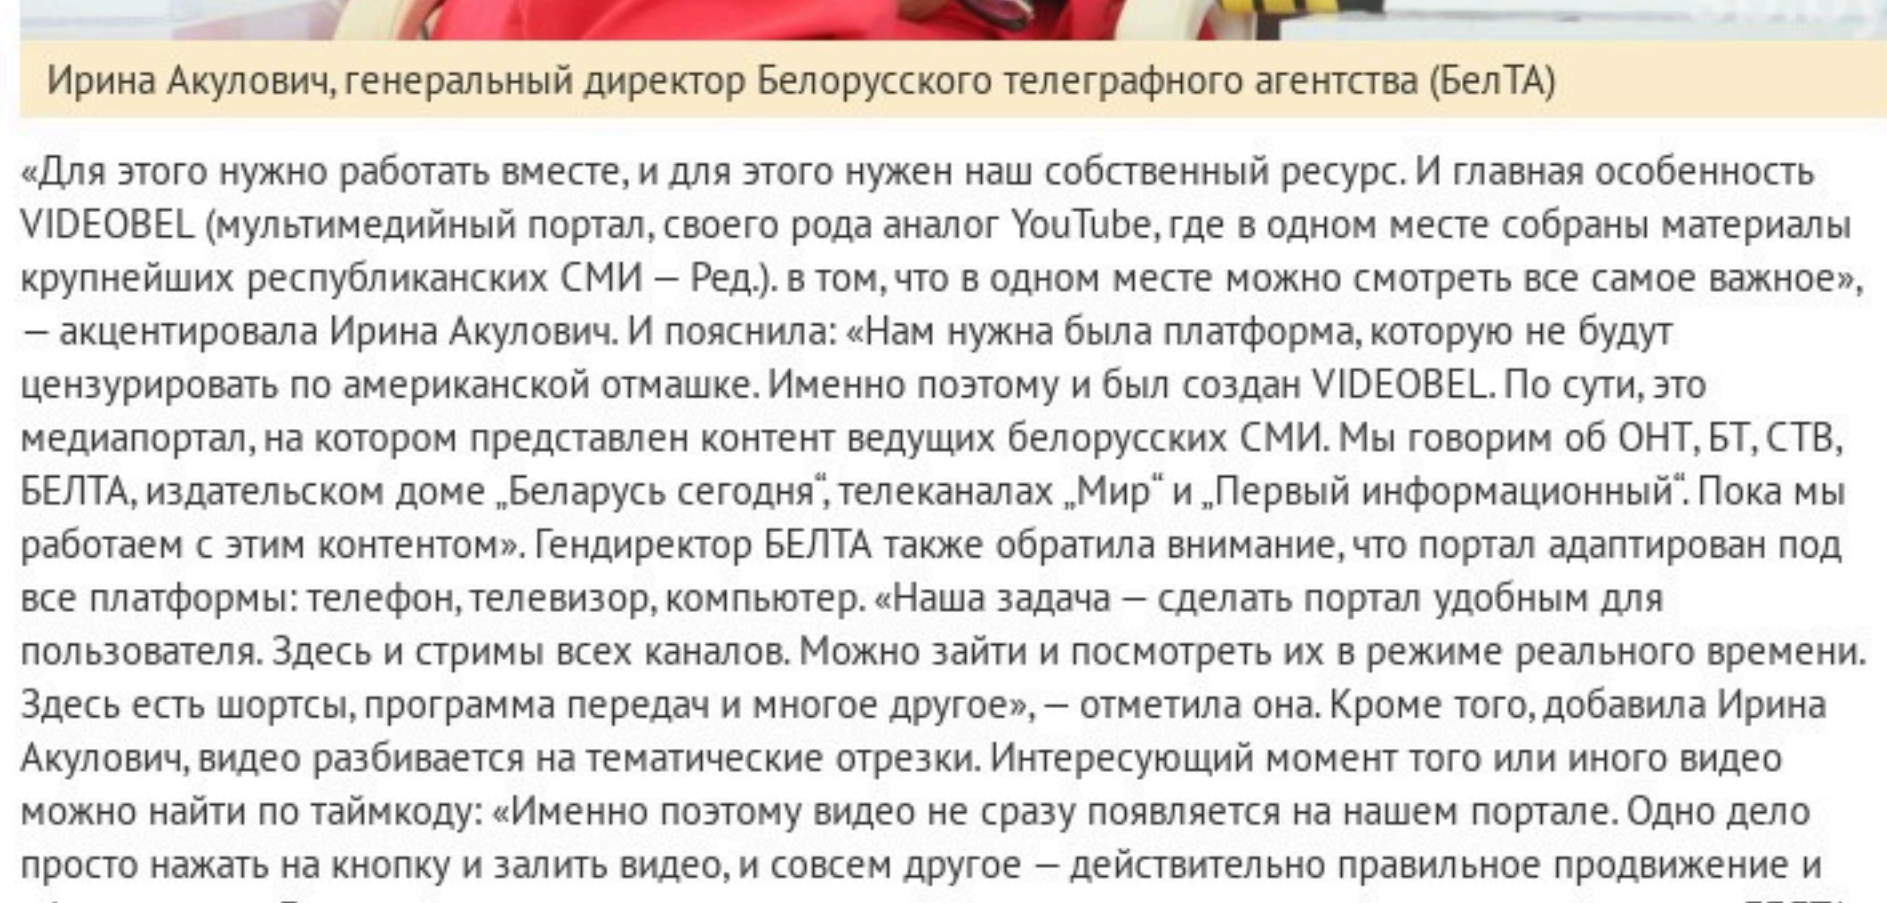 Ирина Акулович, генеральный директор Белорусского телеграфного агентства (БелТА)
«Для этого нужно работать вместе, и для этого нужен наш собственный ресурс. И главная особенность
VIDEOBEL (мультимедийный портал, своего рода аналог YouTube, где в одном месте собраны материалы
крупнейших республиканских СМИ — Ред.). в том, что в одном месте можно смотреть все самое важное»,
— акцентировала Ирина Акулович. И пояснила: «Нам нужна была платформа, которую не будут
цензурировать по американской отмашке. Именно поэтому и был создан VIDEOBEL. По сути, это
медиапортал, на котором представлен контент ведущих белорусских СМИ. Мы говорим об ОНТ, БТ, СТВ,
БЕЛТА, издательском доме „Беларусь сегодня“, телеканалах „Мир“ и „Первый информационный“. Пока мы
работаем с этим контентом». Гендиректор БЕЛТА также обратила внимание, что портал адаптирован под
все платформы: телефон, телевизор, компьютер. «Наша задача — сделать портал удобным для
пользователя. Здесь и стримы всех каналов. Можно зайти и посмотреть их в режиме реального времени.
Здесь есть шортсы, программа передач и многое другое», — отметила она. Кроме того, добавила Ирина
Акулович, видео разбивается на тематические отрезки. Интересующий момент того или иного видео
можно найти по таймкоду: «Именно поэтому видео не сразу появляется на нашем портале. Одно дело
просто нажать на кнопку и залить видео, и совсем другое — действительно правильное продвижение и